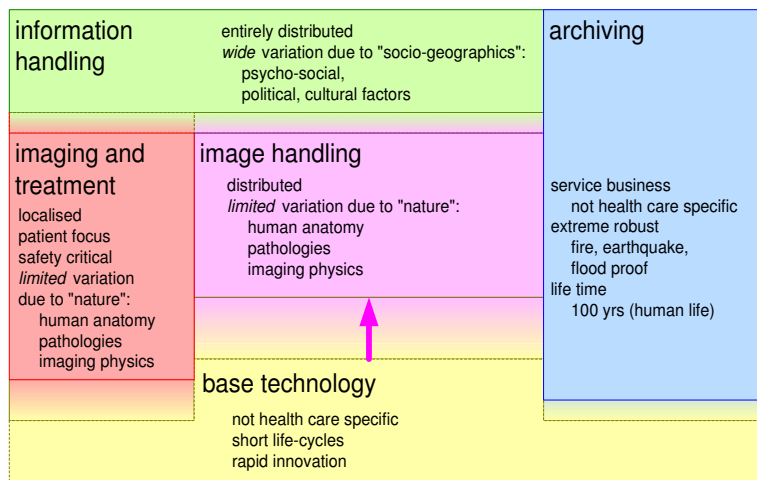 information
handling
entirely distributed
wide variation due to "socio-geographics":
psycho-social,
political, cultural factors
archiving
service business
not health care specific
extreme robust
fire, earthquake,
flood proof
life time
100 yrs (human life)
imaging and
treatment
localised
patient focus
safety critical
limited variation
due to "nature":
human anatomy
pathologies
imaging physics
image handling
distributed
limited variation due to "nature":
human anatomy
pathologies
imaging physics
base technology
not health care specific
short life-cycles
rapid innovation